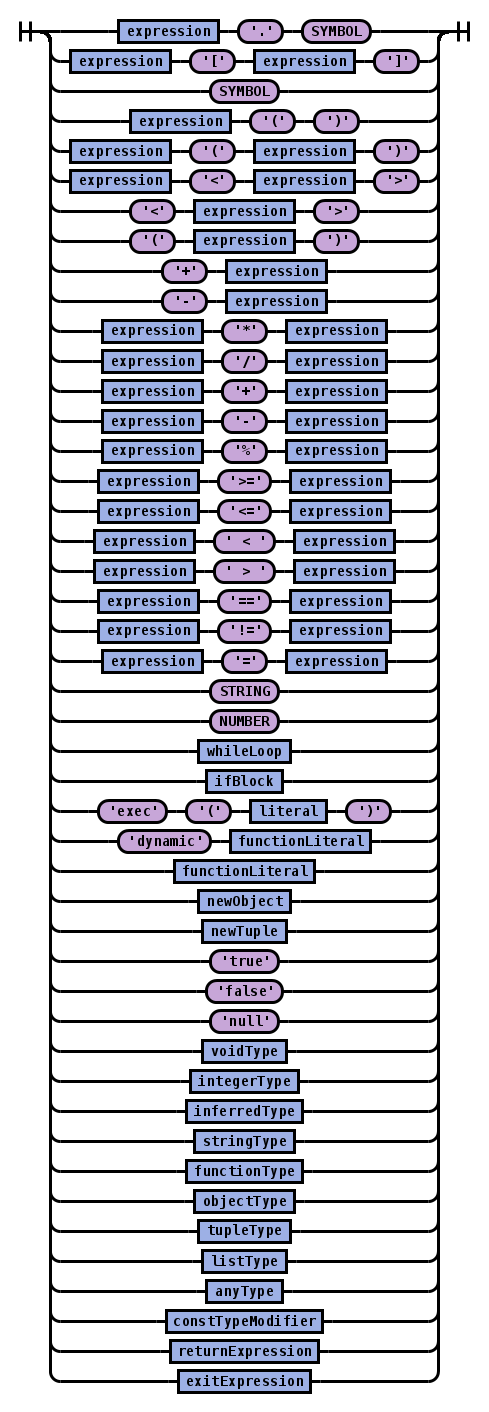 expression '.' SYMBOL
expression '[' expression ']'
SYMBOL
expression '(' ')'
expression '(' expression ')'
expression '<' expression '>'
'<' expression '>'
'(' expression ')'
'+' expression
'-' expression
expression '*' expression
expression '/' expression
expression '+' expression
expression '-' expression
expression '%' expression
expression '>=' expression
expression '<=' expression
expression ' < ' expression
expression ' > ' expression
expression '==' expression
expression '!=' expression
expression '=' expression
STRING
NUMBER
whileLoop
ifBlock
'exec' '(' literal ')'
'dynamic' functionLiteral
functionLiteral
newObject
newTuple
'true'
'false'
'null'
voidType
integerType
inferredType
stringType
functionType
objectType
tupleType
listType
anyType
constTypeModifier
returnExpression
exitExpression